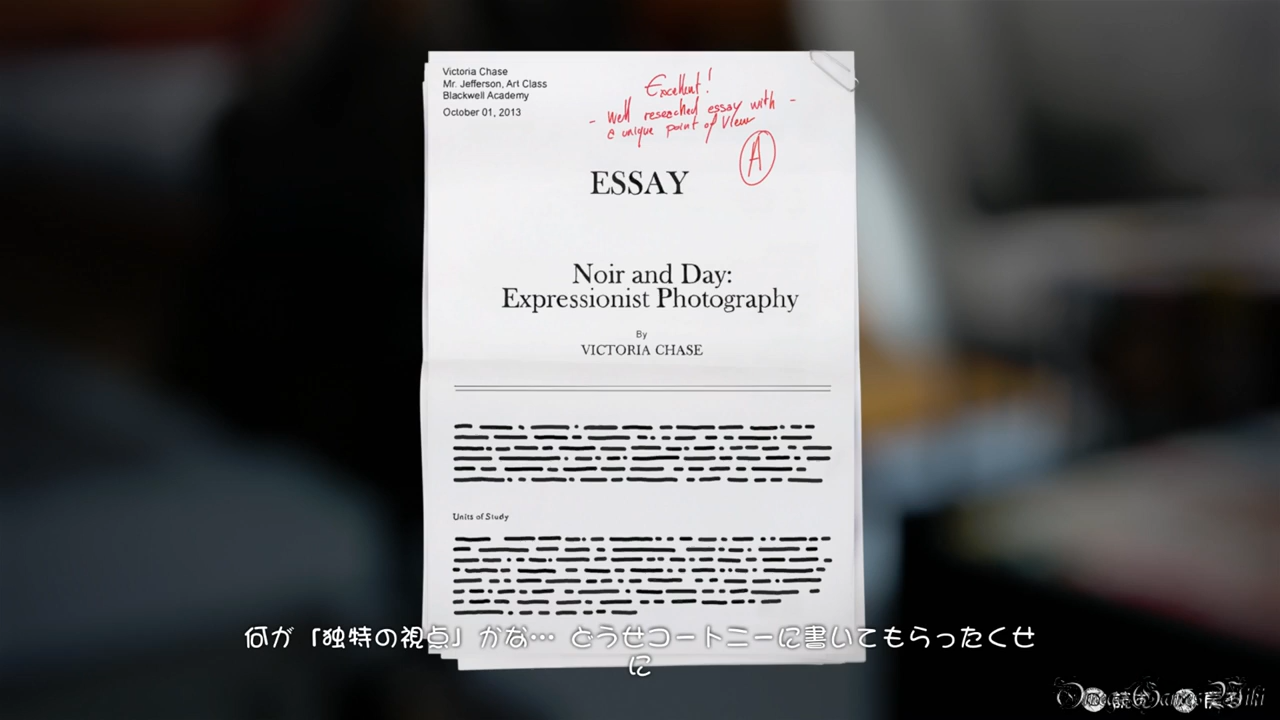 Victoria Chase
Mr. Jefferson, Art Class
Blackwell Academy
October 01, 2013
Excellent!
- Well reseached essay with -
a unique point of View
A
ESSAY
Noir and Day:
Expressionist Photography
By
VICTORIA CHASE
Units of Study
何が「独特の視点」かな… どうせコートニーに書いてもらったくせ
に